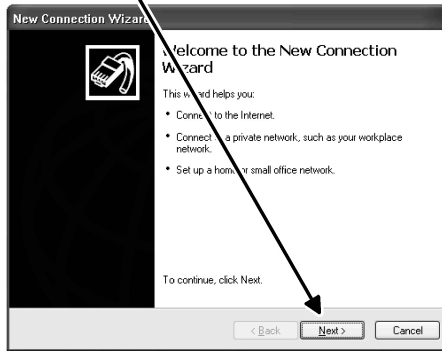 New Connection Wizard
Welcome to the New Connection
Wizard
This wizard helps you:
• Connect to the Internet.
• Connect to a private network, such as your workplace
network.
• Set up a home or small office network.
To continue, click Next.
< Back
Next >
Cancel